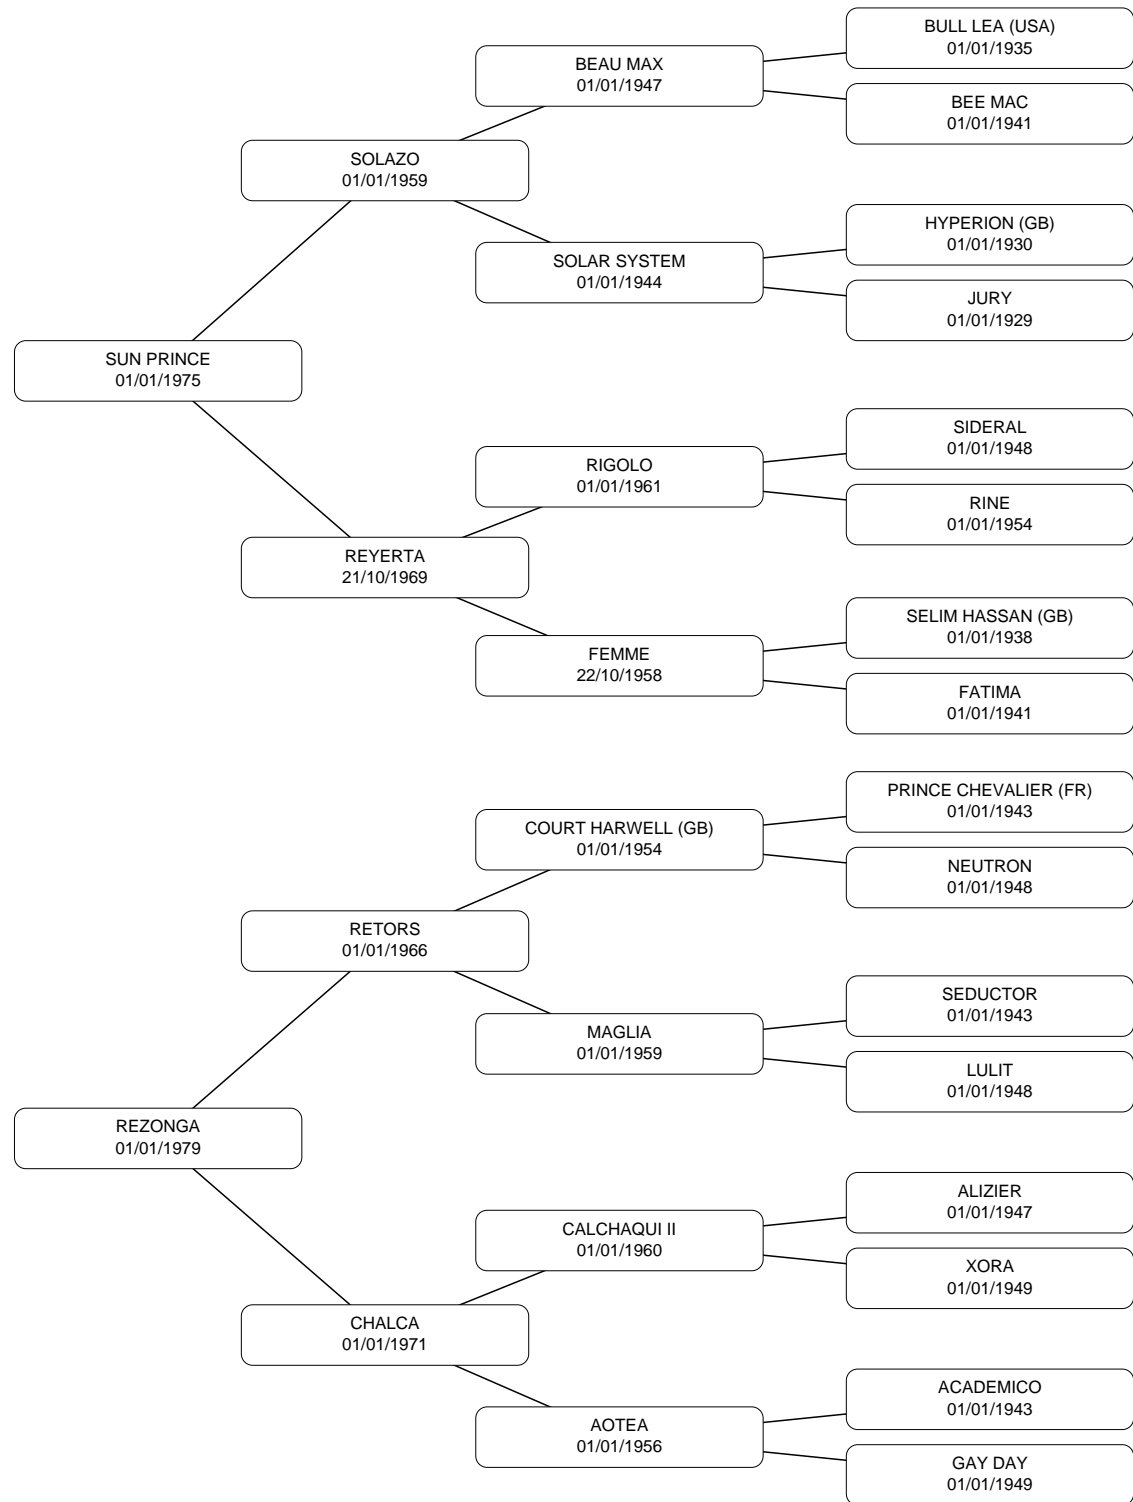 BULL LEA (USA)
01/01/1935
BEAU MAX
01/01/1947
BEE MAC
01/01/1941
SOLAZO
01/01/1959
HYPERION (GB)
01/01/1930
SOLAR SYSTEM
01/01/1944
JURY
01/01/1929
SUN PRINCE
01/01/1975
SIDERAL
01/01/1948
RIGOLO
01/01/1961
RINE
01/01/1954
REYERTA
21/10/1969
SELIM HASSAN (GB)
01/01/1938
FEMME
22/10/1958
FATIMA
01/01/1941
PRINCE CHEVALIER (FR)
01/01/1943
COURT HARWELL (GB)
01/01/1954
NEUTRON
01/01/1948
RETORS
01/01/1966
SEDUCTOR
01/01/1943
MAGLIA
01/01/1959
LULIT
01/01/1948
REZONGA
01/01/1979
ALIZIER
01/01/1947
CALCHAQUI II
01/01/1960
XORA
01/01/1949
CHALCA
01/01/1971
ACADEMICO
01/01/1943
AOTEA
01/01/1956
GAY DAY
01/01/1949